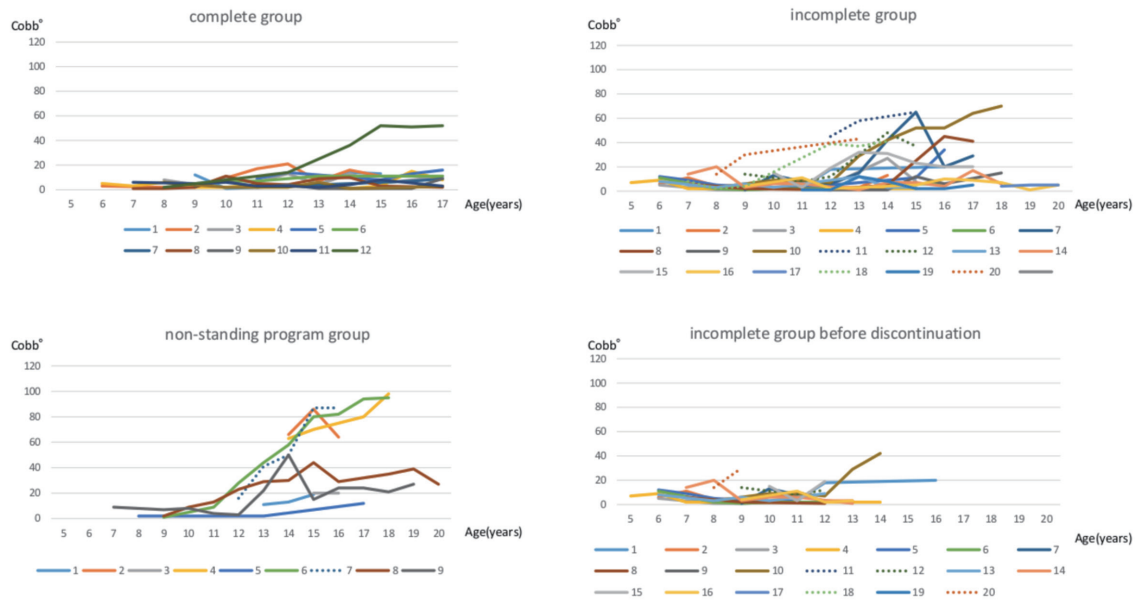 complete group
Cobb°
120
100
80
60
40
20
0
5 6 7 8 9 10 11 12 13 14 15 16 17 Age(years)
1 2 3 4 5 6
7 8 9 10 11 12
incomplete group
Cobb°
120
100
80
60
40
20
0
5 6 7 8 9 10 11 12 13 14 15 16 17 18 19 20 Age(years)
1 2 3 4 5 6 7
8 9 10 11 12 13 14
15 16 17 18 19 20
non-standing program group
Cobb°
120
100
80
60
40
20
0
5 6 7 8 9 10 11 12 13 14 15 16 17 18 19 20 Age(years)
1 2 3 4 5 6 7 8 9
incomplete group before discontinuation
Cobb°
120
100
80
60
40
20
0
5 6 7 8 9 10 11 12 13 14 15 16 17 18 19 20 Age(years)
1 2 3 4 5 6 7
8 9 10 11 12 13 14
15 16 17 18 19 20